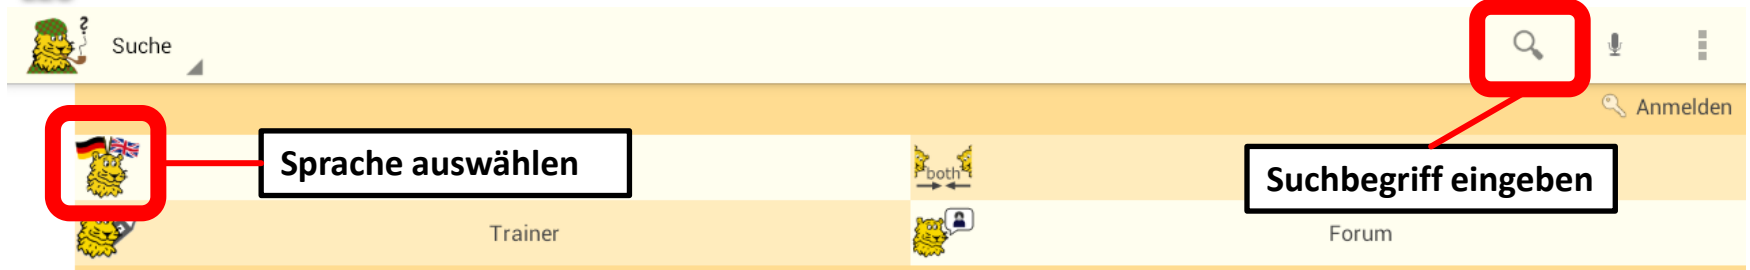 Suche
Anmelden
Sprache auswählen
both
Suchbegriff eingeben
Trainer
Forum